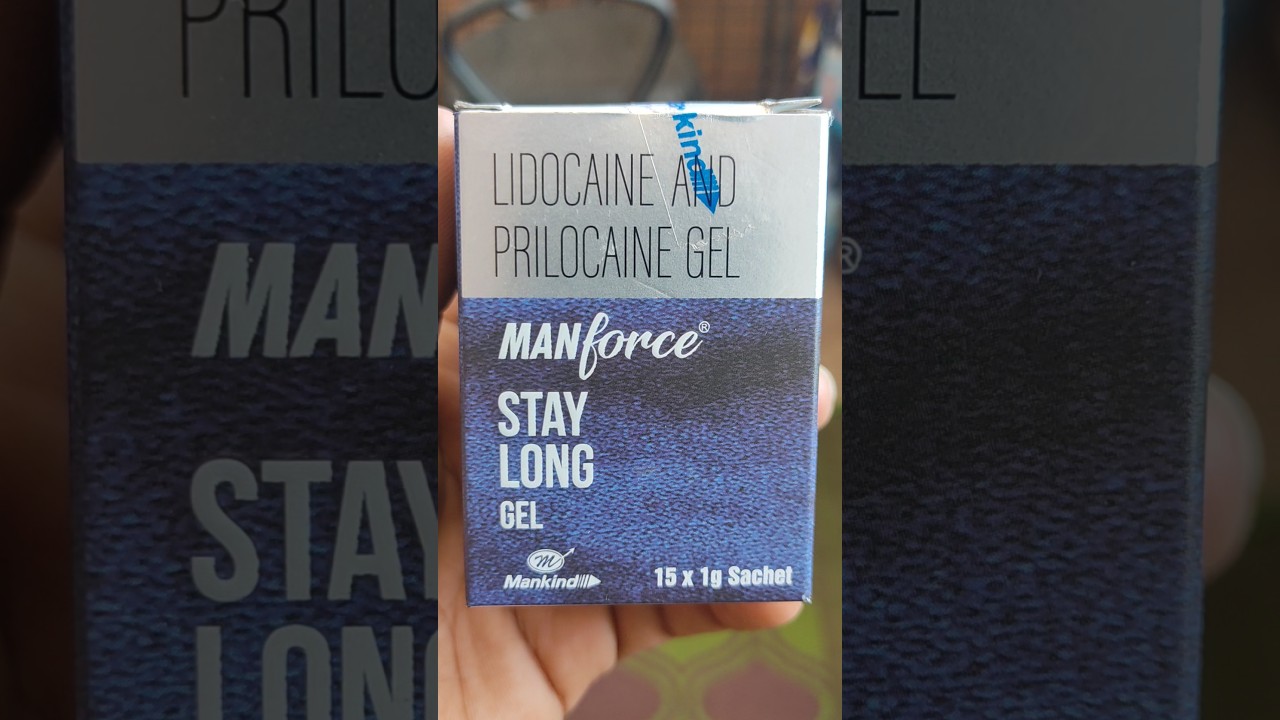 LIDOCAINE AND
PRILOCAINE GEL
MANforce®
STAY
LONG
GEL
Mankind
15 x 1g Sachet